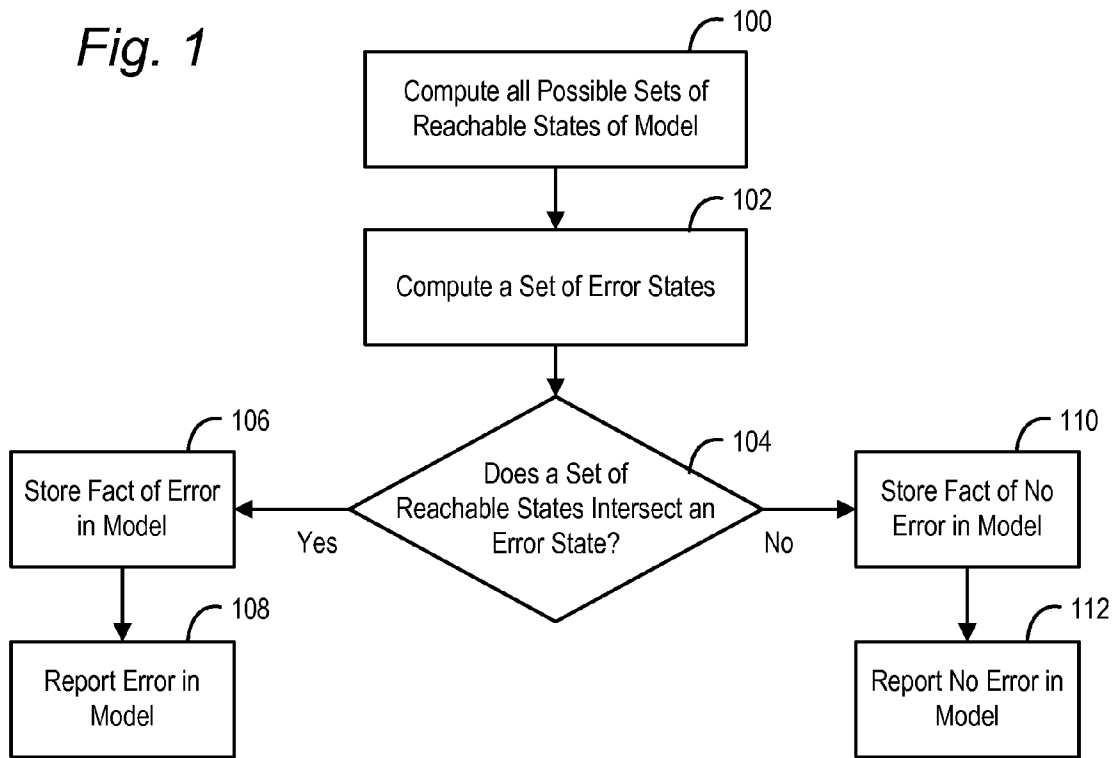 Fig. 1
100
Compute all Possible Sets of
Reachable States of Model
102
Compute a Set of Error States
104
Does a Set of
Reachable States Intersect an
Error State?
Yes
No
106
Store Fact of Error
in Model
108
Report Error in
Model
110
Store Fact of No
Error in Model
112
Report No Error in
Model